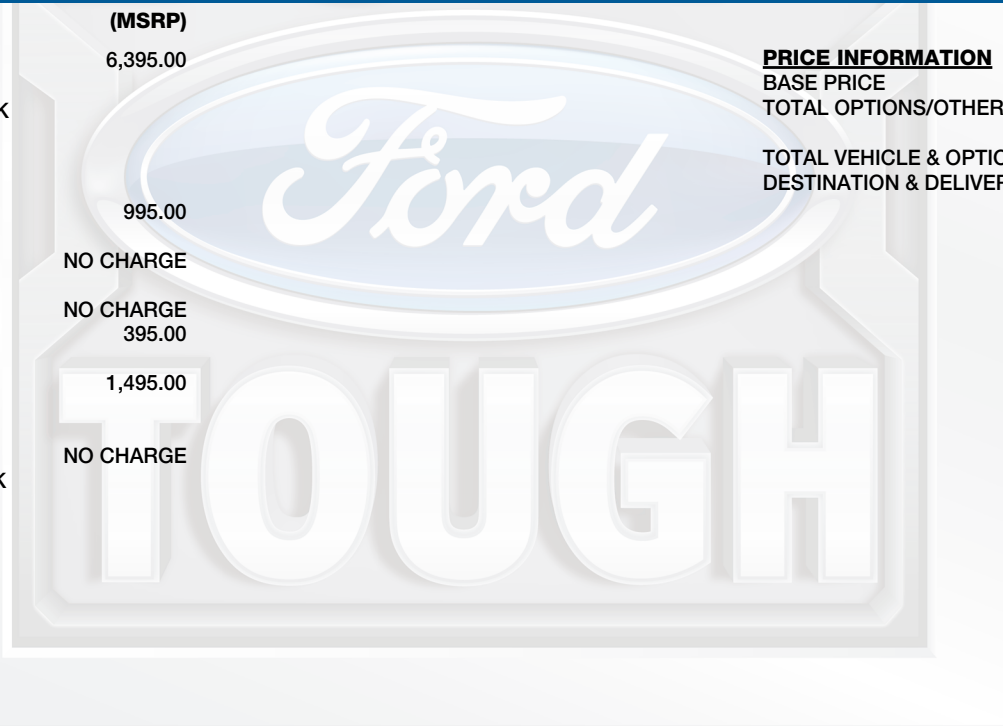 (MSRP)
6,395.00
K
995.00
NO CHARGE
NO CHARGE
395.00
1,495.00
NO CHARGE
K
PRICE INFORMATION
BASE PRICE
TOTAL OPTIONS/OTHER
TOTAL VEHICLE & OPTIO
DESTINATION & DELIVER
Ford
TOUGH